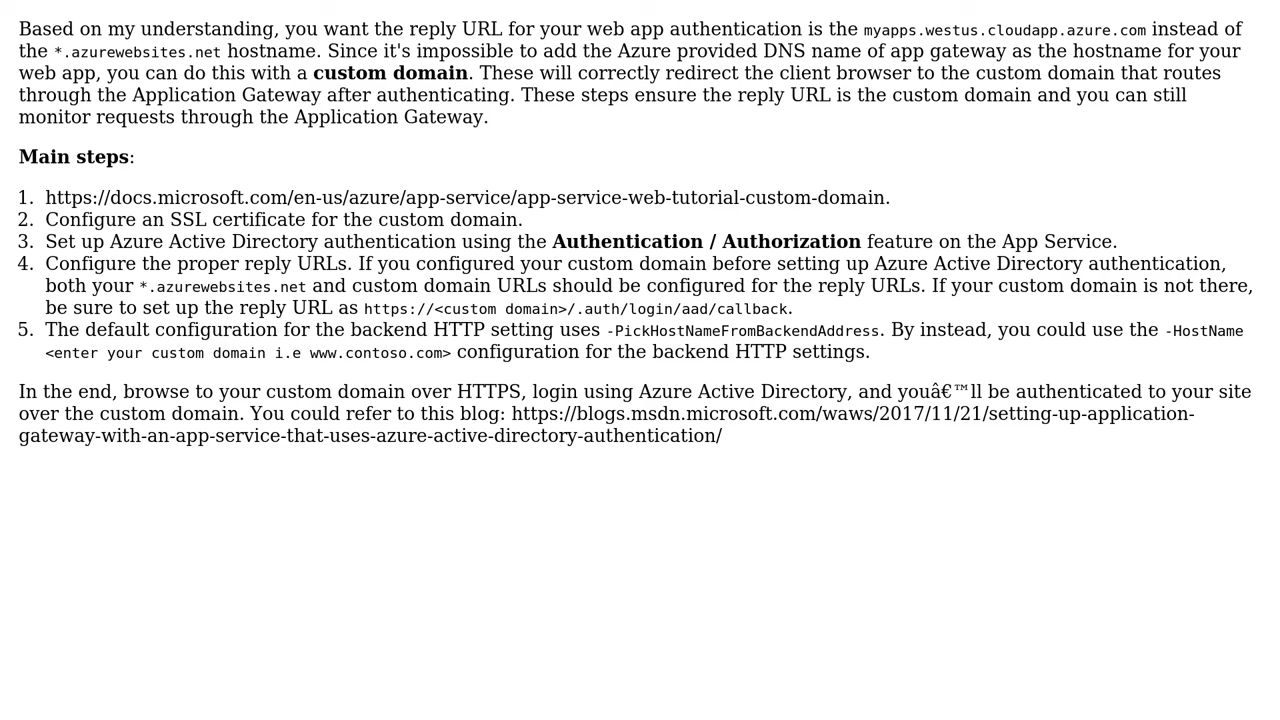 Based on my understanding, you want the reply URL for your web app authentication is the myapps.westus.cloudapp.azure.com instead of
the *.azurewebsites.net hostname. Since it's impossible to add the Azure provided DNS name of app gateway as the hostname for your
web app, you can do this with a custom domain. These will correctly redirect the client browser to the custom domain that routes
through the Application Gateway after authenticating. These steps ensure the reply URL is the custom domain and you can still
monitor requests through the Application Gateway.
Main steps:
1. https://docs.microsoft.com/en-us/azure/app-service/app-service-web-tutorial-custom-domain.
2. Configure an SSL certificate for the custom domain.
3. Set up Azure Active Directory authentication using the Authentication / Authorization feature on the App Service.
4. Configure the proper reply URLs. If you configured your custom domain before setting up Azure Active Directory authentication,
both your *.azurewebsites.net and custom domain URLs should be configured for the reply URLs. If your custom domain is not there,
be sure to set up the reply URL as https://<custom domain>/.auth/login/aad/callback.
5. The default configuration for the backend HTTP setting uses -PickHostNameFromBackendAddress. By instead, you could use the -HostName
<enter your custom domain i.e www.contoso.com> configuration for the backend HTTP settings.
In the end, browse to your custom domain over HTTPS, login using Azure Active Directory, and youâ€™ll be authenticated to your site
over the custom domain. You could refer to this blog: https://blogs.msdn.microsoft.com/waws/2017/11/21/setting-up-application-
gateway-with-an-app-service-that-uses-azure-active-directory-authentication/